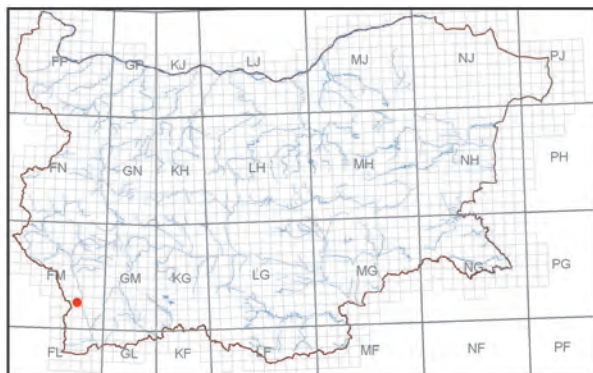 FP GP KJ LJ MJ NJ PJ
FN GN KH LH MH NH PH
FM GM KG LG MG NG PG
FL GL KF LF MF NF PF